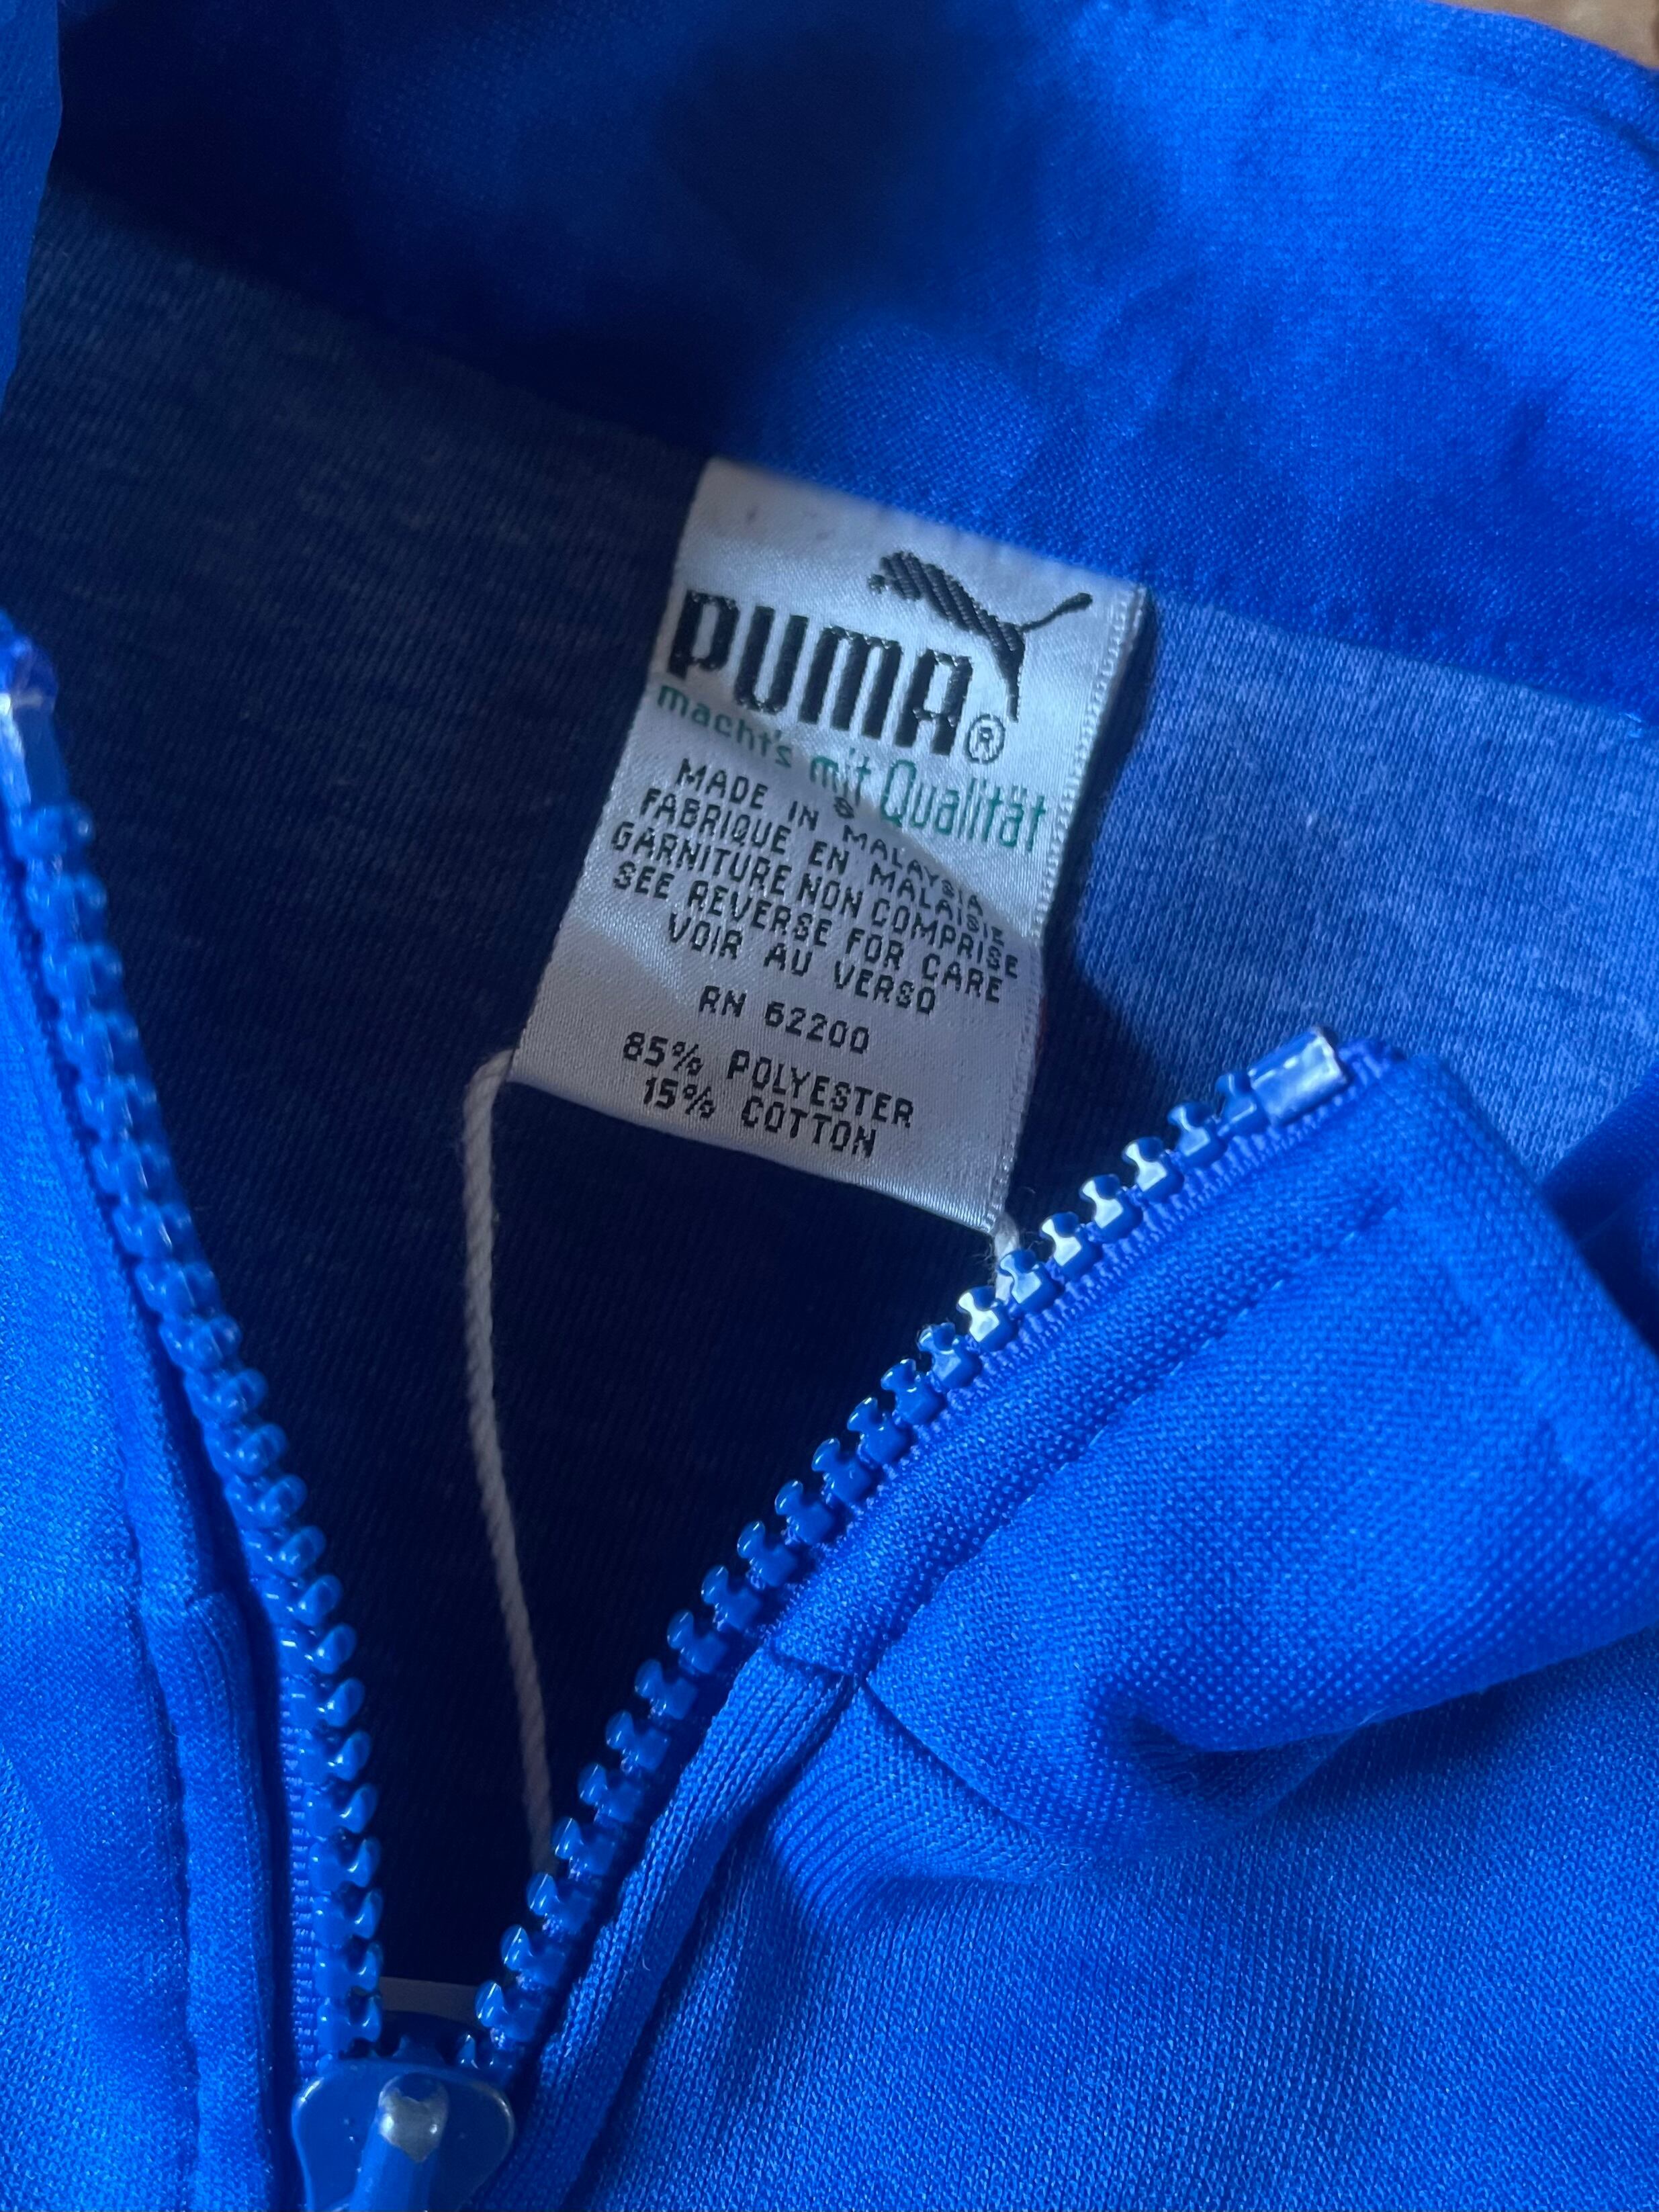 PUMA®
macht's mit Qualität
MADE IN MALAYSIA
FABRIQUE EN MALAISIE
GARNITURE NON COMPRISE
SEE REVERSE FOR CARE
VOIR AU VERSO
RN 62200
85% POLYESTER
15% COTTON